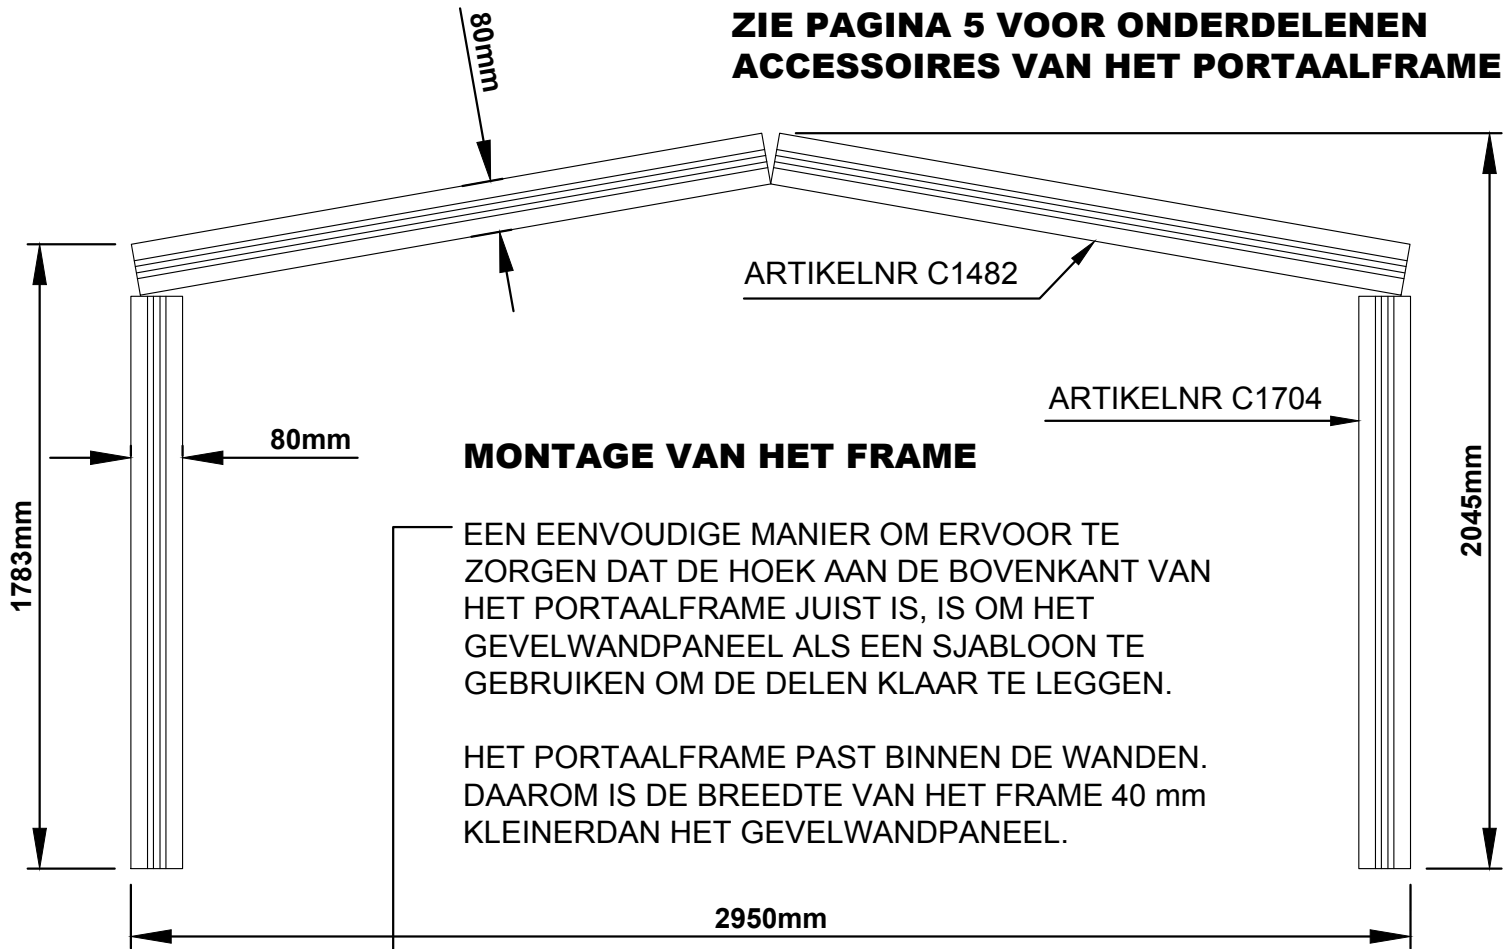 ZIE PAGINA 5 VOOR ONDERDELENEN
ACCESSOIRES VAN HET PORTAALFRAME
80mm
ARTIKELNR C1482
ARTIKELNR C1704
80mm
1783mm
2045mm
MONTAGE VAN HET FRAME
EEN EENVOUDIGE MANIER OM ERVOOR TE
ZORGEN DAT DE HOEK AAN DE BOVENKANT VAN
HET PORTAALFRAME JUIST IS, IS OM HET
GEVELWANDPANEEL ALS EEN SJABLOON TE
GEBRUIKEN OM DE DELEN KLAAR TE LEGGEN.
HET PORTAALFRAME PAST BINNEN DE WANDEN.
DAAROM IS DE BREEDTE VAN HET FRAME 40 mm
KLEINERDAN HET GEVELWANDPANEEL.
2950mm